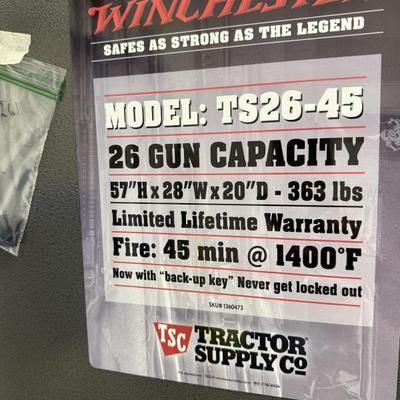 WINCHESTER
SAFES AS STRONG AS THE LEGEND
MODEL: TS26-45
26 GUN CAPACITY
57"H x 28"W x 20"D - 363 lbs
Limited Lifetime Warranty
Fire: 45 min @ 1400°F
Now with "back-up key" Never get locked out
SKU# 1360473
TSC TRACTOR
SUPPLY CO